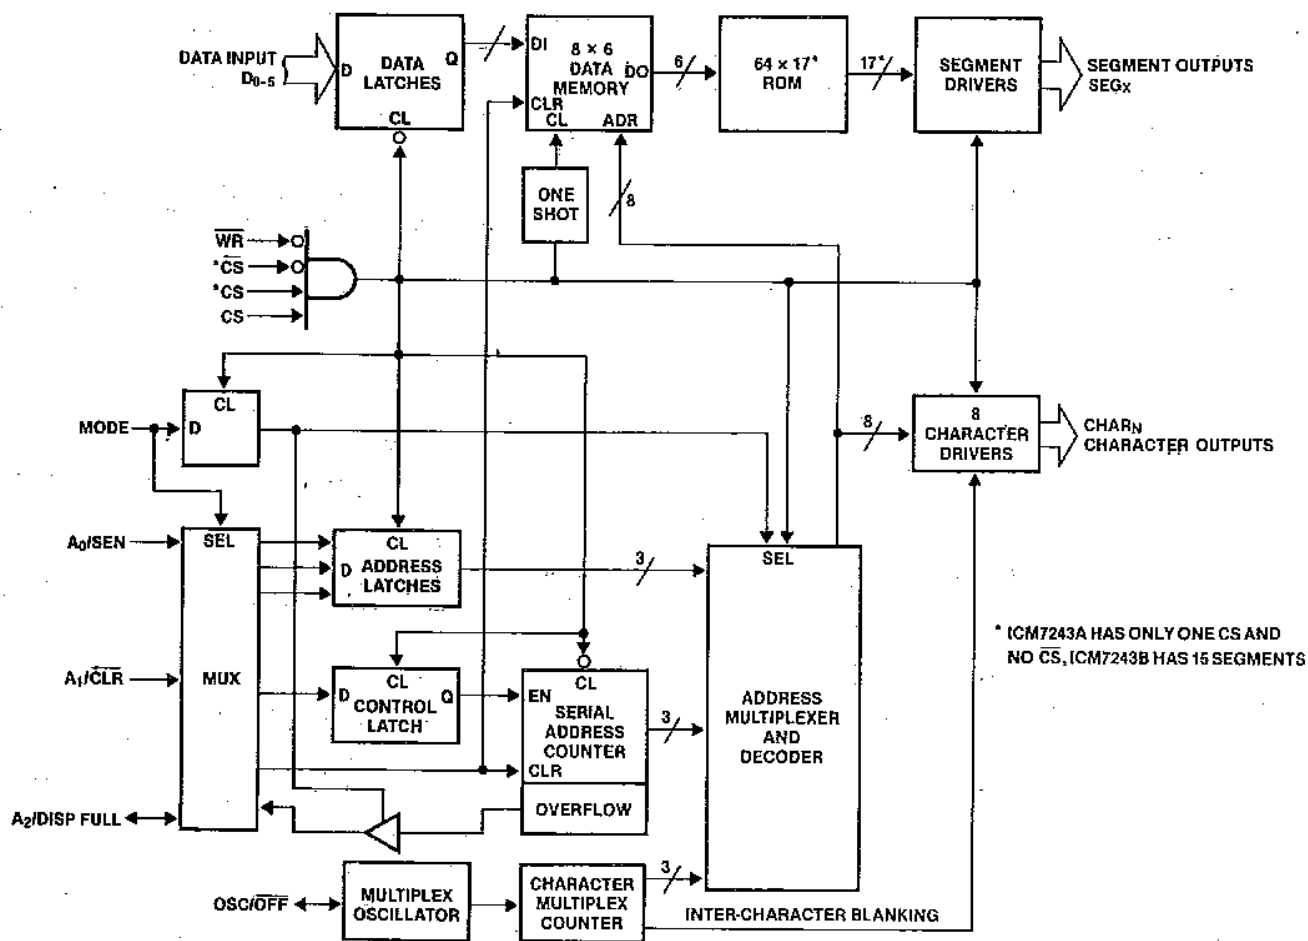 DATA INPUT
D0-5
D
DATA
LATCHES
Q
CL
DI
8 × 6
DATA
MEMORY
DO
CLR
CL
ADR
6
64 × 17*
ROM
17*
SEGMENT
DRIVERS
SEGMENT OUTPUTS
SEGX
ONE
SHOT
8
WR
*CS
*CS
CS
CL
MODE
D
8
8
CHARACTER
DRIVERS
CHARN
CHARACTER OUTPUTS
A0/SEN
SEL
CL
D
ADDRESS
LATCHES
3
SEL
* ICM7243A HAS ONLY ONE CS AND
NO CS, ICM7243B HAS 15 SEGMENTS
A1/CLR
MUX
D
CL
Q
CONTROL
LATCH
EN
CL
SERIAL
ADDRESS
COUNTER
CLR
3
ADDRESS
MULTIPLEXER
AND
DECODER
A2/DISP FULL
OVERFLOW
OSC/OFF
MULTIPLEX
OSCILLATOR
CHARACTER
MULTIPLEX
COUNTER
3
INTER-CHARACTER BLANKING